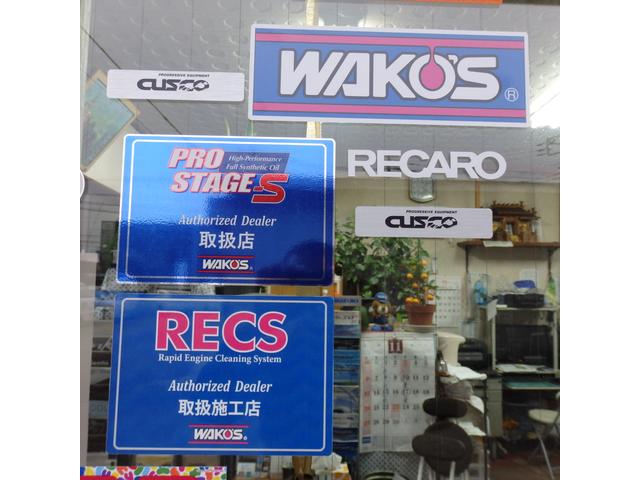 WAKO'S
®
PROGRESSIVE EQUIPMENT
CUSCO
PRO STAGE-S
High-Performance
Full Synthetic Oil
Authorized Dealer
取扱店
WAKO'S®
RECARO
PROGRESSIVE EQUIPMENT
CUSCO
RECS
Rapid Engine Cleaning System
Authorized Dealer
取扱施工店
WAKO'S®
11